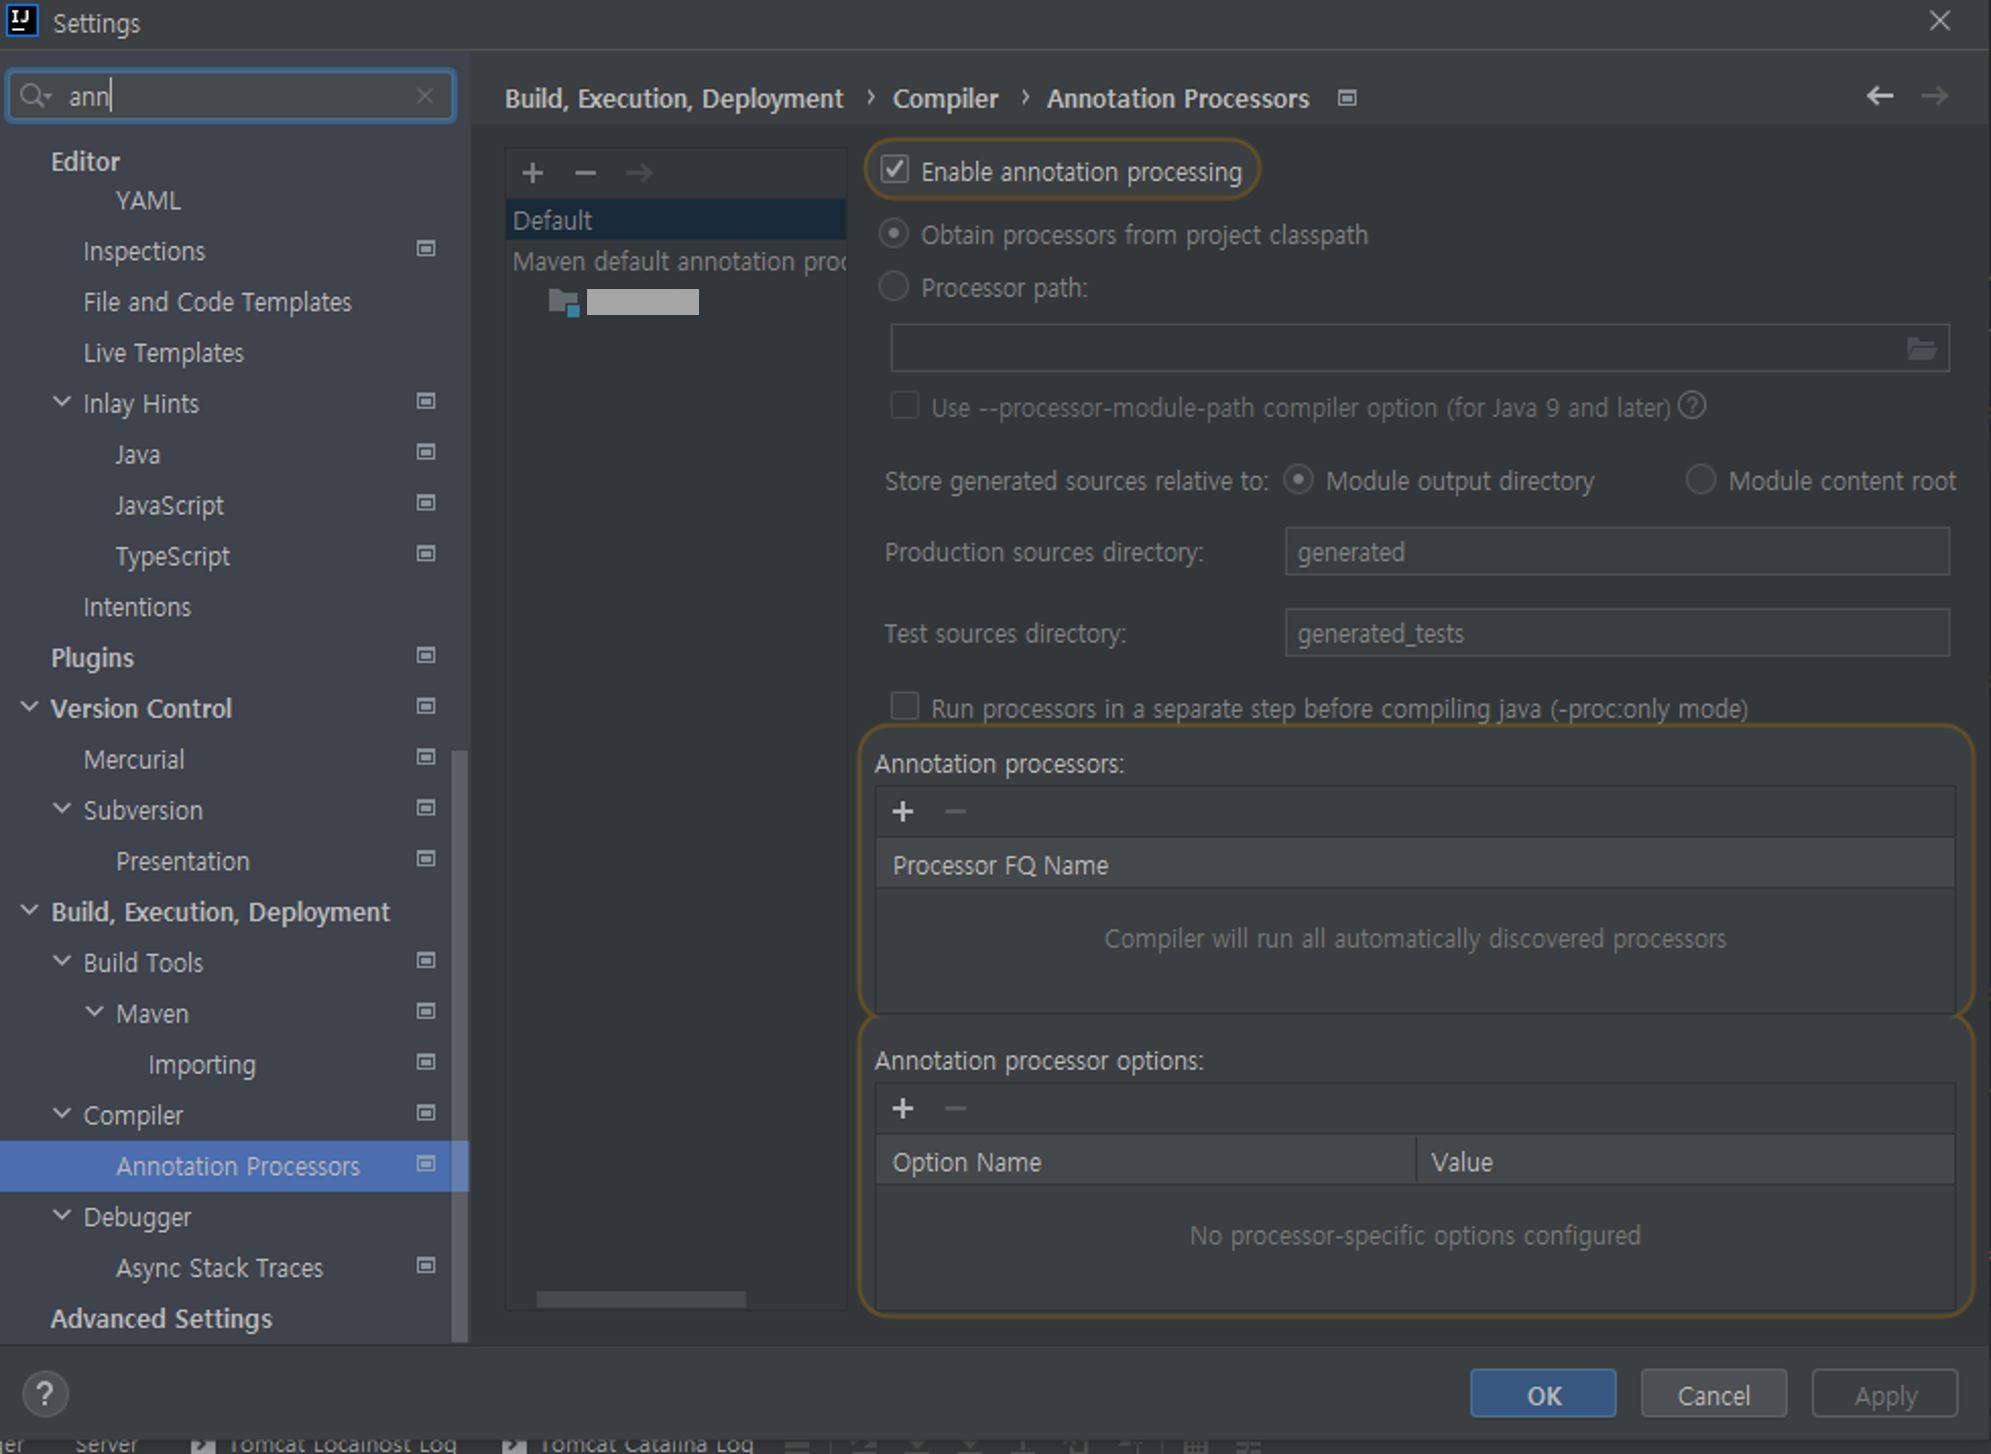 IJ
Settings
ann
Editor
YAML
Inspections
File and Code Templates
Live Templates
Inlay Hints
Java
JavaScript
TypeScript
Intentions
Plugins
Version Control
Mercurial
Subversion
Presentation
Build, Execution, Deployment
Build Tools
Maven
Importing
Compiler
Annotation Processors
Debugger
Async Stack Traces
Advanced Settings
Build, Execution, Deployment › Compiler › Annotation Processors
Default
Maven default annotation
Enable annotation processing
Obtain processors from project classpath
Processor path:
Use --processor-module-path compiler option (for Java 9 and later)
Store generated sources relative to: Module output directory Module content root
Production sources directory: generated
Test sources directory: generated_tests
Run processors in a separate step before compiling java (-proc:only mode)
Annotation processors:
Processor FQ Name
Compiler will run all automatically discovered processors
Annotation processor options:
Option Name Value
No processor-specific options configured
? OK Cancel Apply
Server Tomcat Localhost Log Tomcat Catalina Log